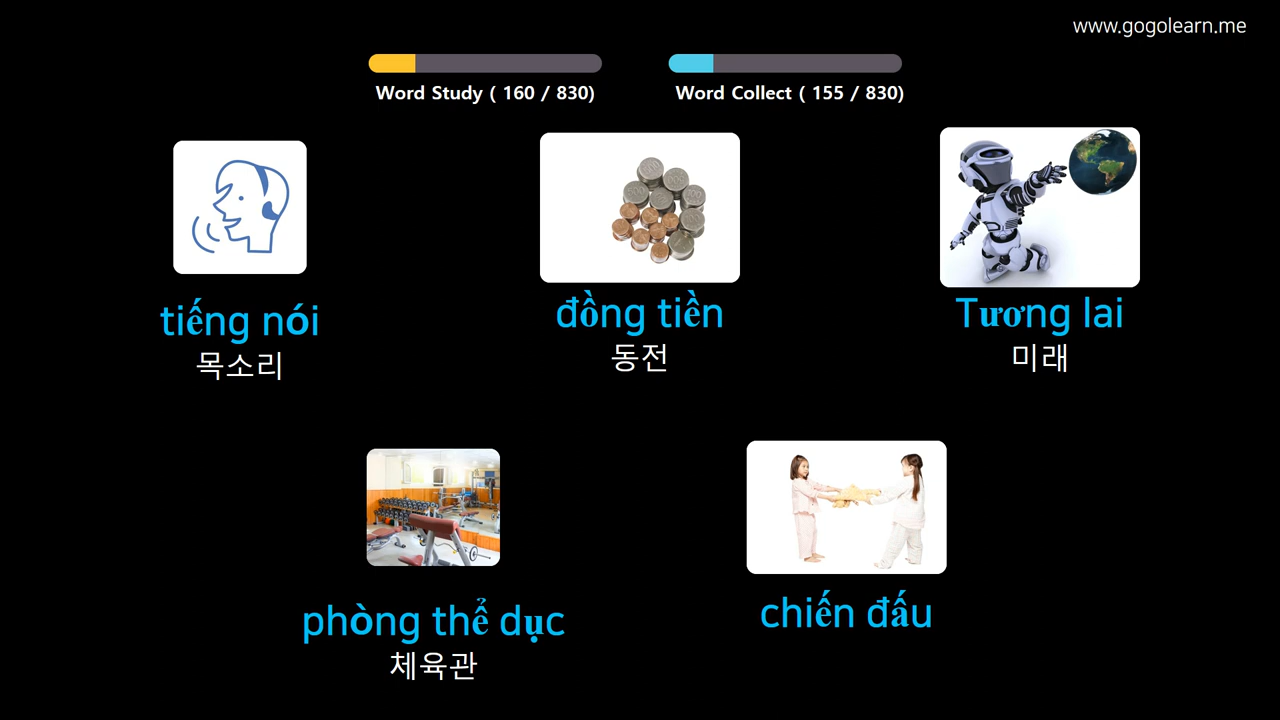 www.gogolearn.me
Word Study ( 160 / 830)
Word Collect ( 155 / 830)
tiếng nói
목소리
đồng tiền
동전
Tương lai
미래
phòng thể dục
체육관
chiến đấu